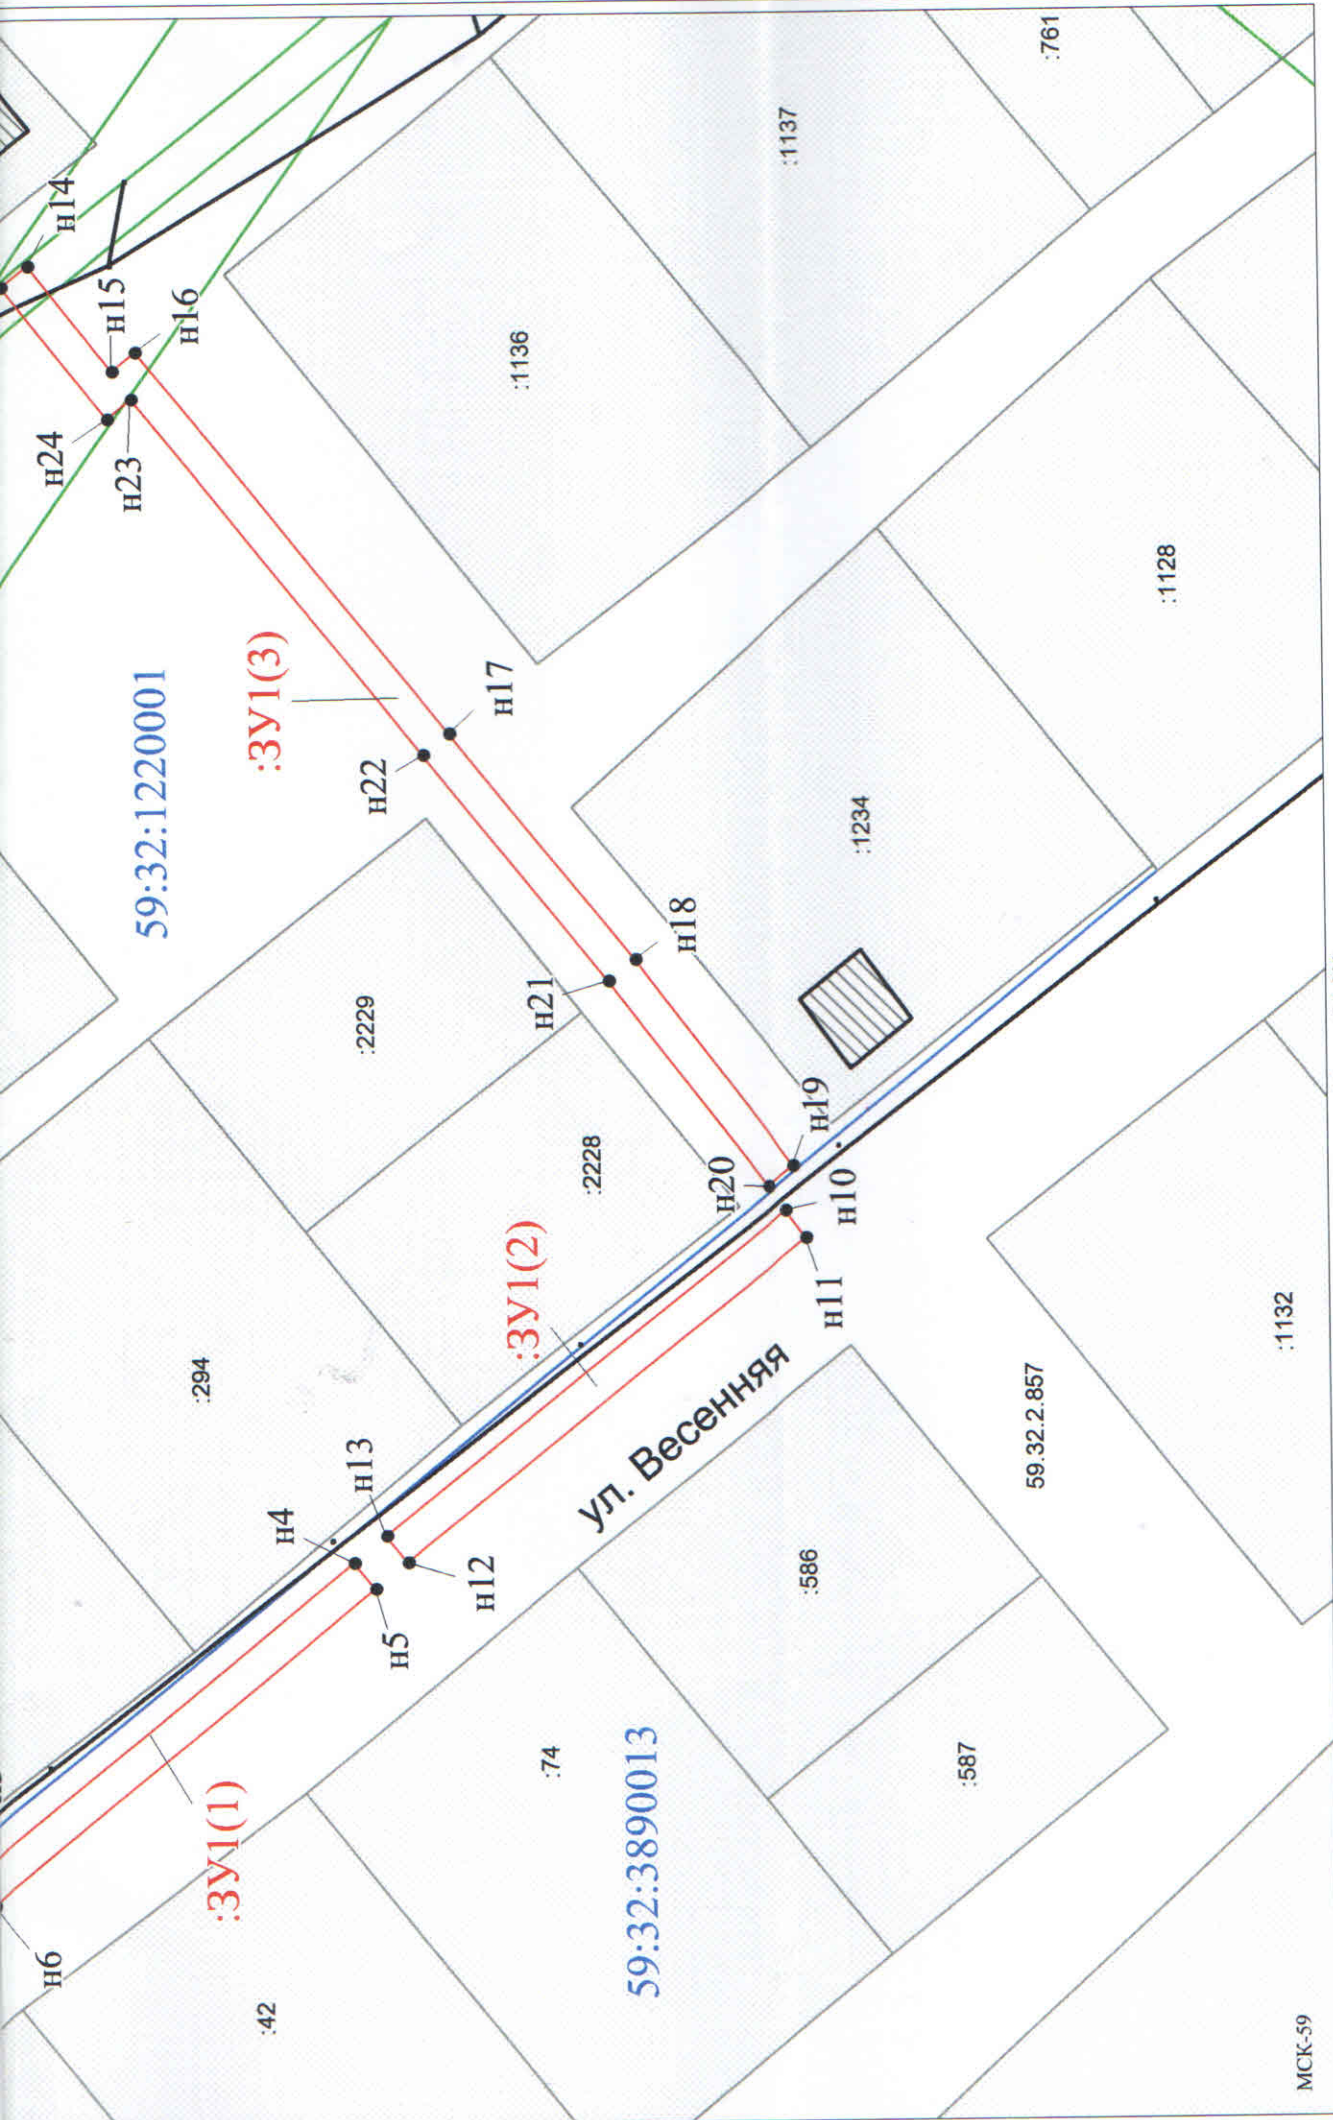 :761
:1137
н14
н15
н16
:1136
н24
н23
:1128
59:32:1220001
:ЗУ1(3)
н22
н17
:1234
:2229
н21
н18
:2228
н20
н19
н10
:ЗУ1(2)
н11
:294
ул. Весенняя
:1132
н4
н13
59.32.2.857
н12
:586
н5
:ЗУ1(1)
:74
59:32:3890013
:587
н6
:42
МСК-59